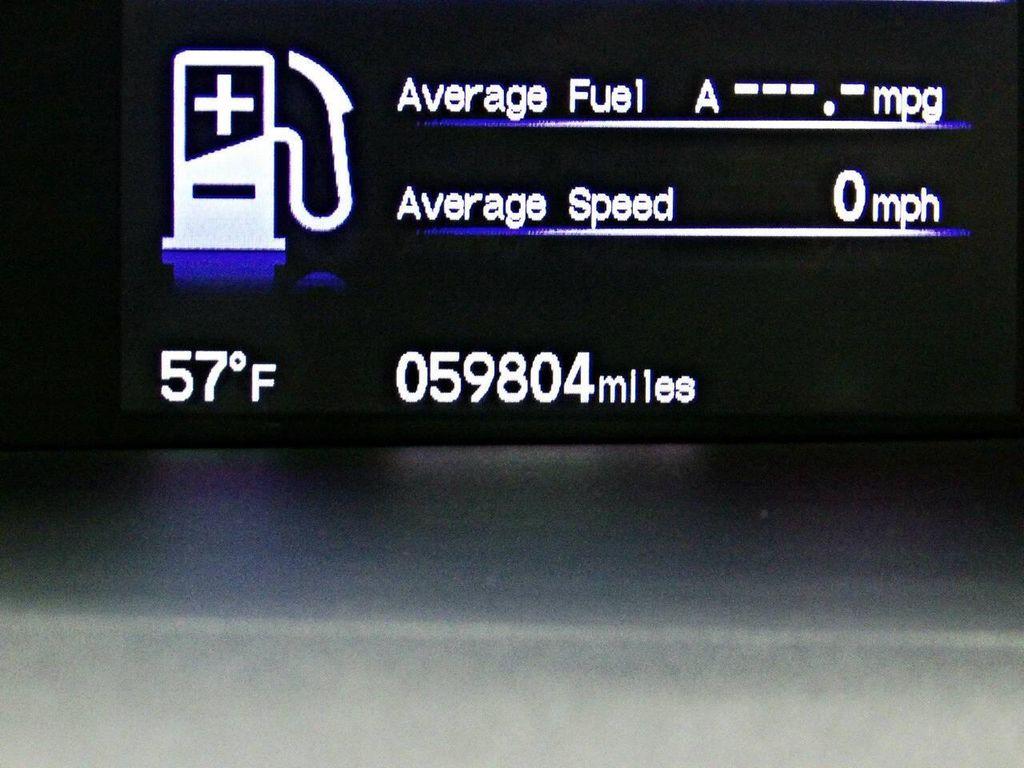 Average Fuel A ---.- mpg
Average Speed 0 mph
57°F 059804 miles